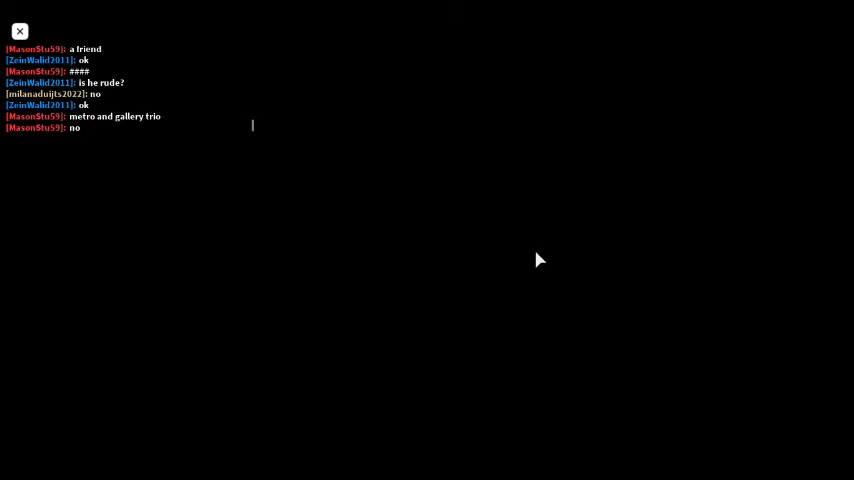 [MasonStu59]: a friend
[ZeinWalid2011]: ok
[MasonStu59]: ####
[ZeinWalid2011]: is he rude?
[milanaduijts2022]: no
[ZeinWalid2011]: ok
[MasonStu59]: metro and gallery trio
[MasonStu59]: no